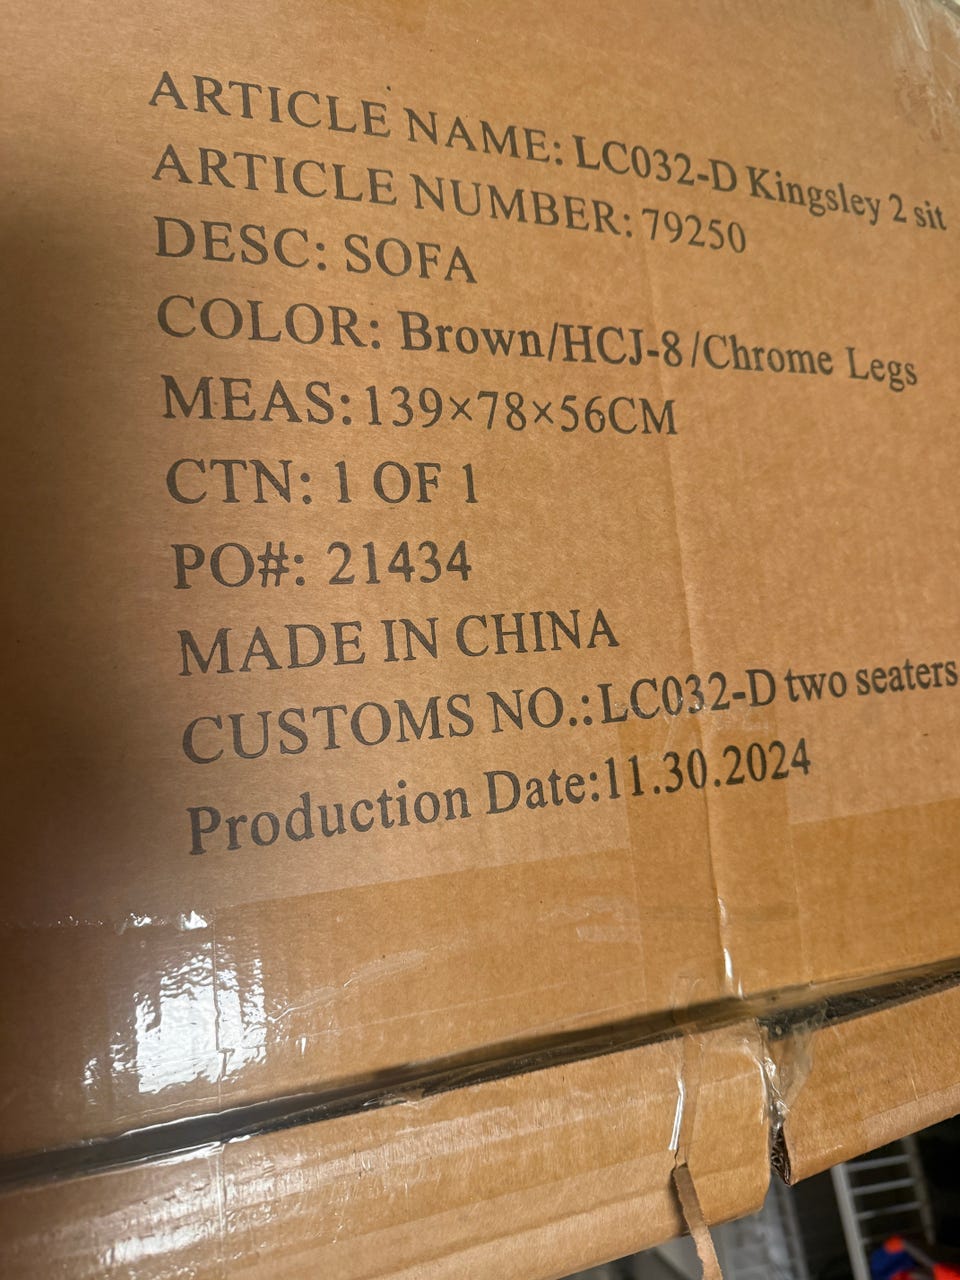 ARTICLE NAME: LC032-D Kingsley 2 sit
ARTICLE NUMBER: 79250
DESC: SOFA
COLOR: Brown/HCJ-8/Chrome Legs
MEAS: 139×78×56CM
CTN: 1 OF 1
PO#: 21434
MADE IN CHINA
CUSTOMS NO.:LC032-D two seaters
Production Date:11.30.2024